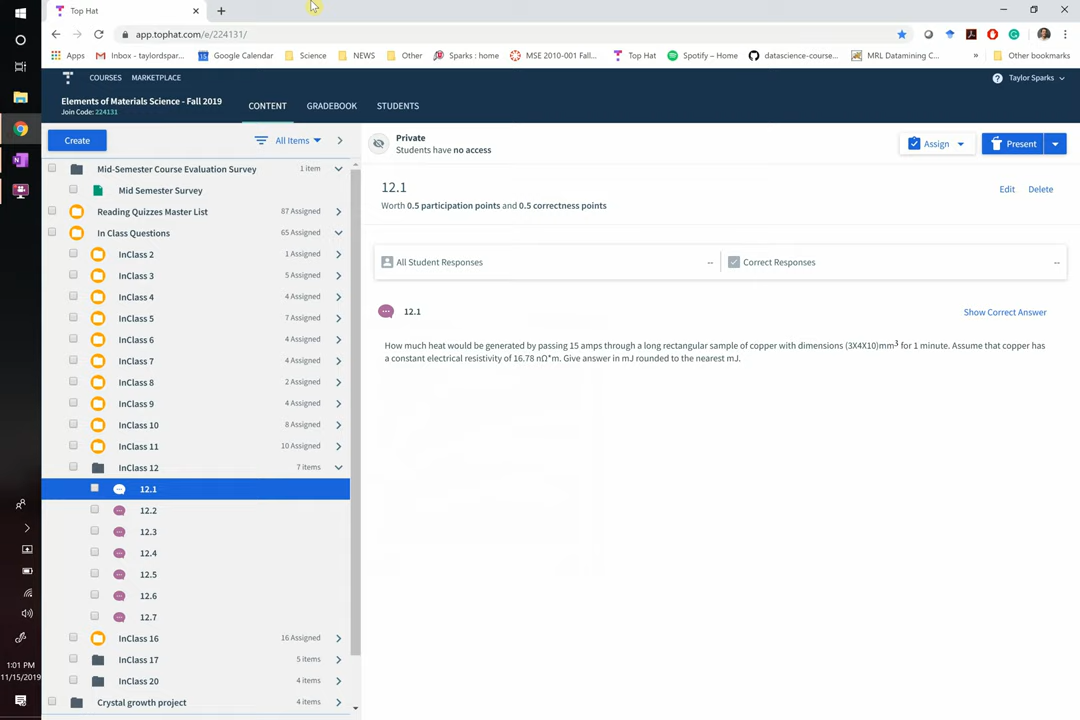 Top Hat
app.tophat.com/e/224131/
Apps
Inbox - taylordspar...
Google Calendar
Science
NEWS
Other
Sparks : home
MSE 2010-001 Fall...
Top Hat
Spotify – Home
datascience-course...
MRL Datamining C...
»
Other bookmarks
COURSES
MARKETPLACE
Taylor Sparks
Elements of Materials Science - Fall 2019
Join Code: 224131
CONTENT
GRADEBOOK
STUDENTS
Create
All Items
Mid-Semester Course Evaluation Survey 1 item
Mid Semester Survey
Reading Quizzes Master List 87 Assigned
In Class Questions 65 Assigned
InClass 2 1 Assigned
InClass 3 5 Assigned
InClass 4 4 Assigned
InClass 5 7 Assigned
InClass 6 4 Assigned
InClass 7 4 Assigned
InClass 8 2 Assigned
InClass 9 4 Assigned
InClass 10 8 Assigned
InClass 11 10 Assigned
InClass 12 7 items
12.1
12.2
12.3
12.4
12.5
12.6
12.7
InClass 16 16 Assigned
InClass 17 5 items
InClass 20 4 items
Crystal growth project 4 items
Private
Students have no access
Assign
Present
12.1
Edit
Delete
Worth 0.5 participation points and 0.5 correctness points
All Student Responses --
Correct Responses --
12.1
Show Correct Answer
How much heat would be generated by passing 15 amps through a long rectangular sample of copper with dimensions (3X4X10)mm³ for 1 minute. Assume that copper has
a constant electrical resistivity of 16.78 nΩ*m. Give answer in mJ rounded to the nearest mJ.
1:01 PM
11/15/2019